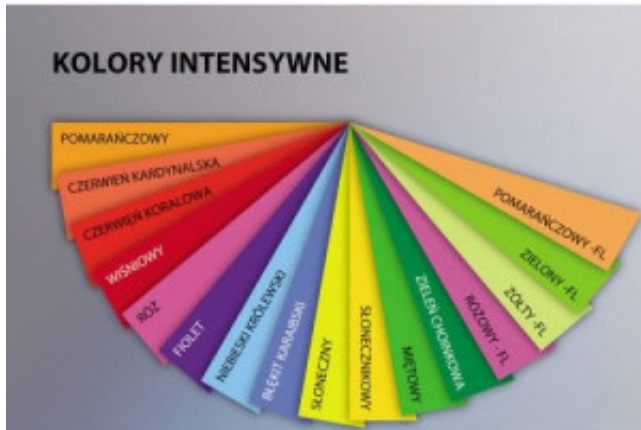 KOLORY INTENSYWNE
POMARAŃCZOWY
CZERWIEŃ KARDYNALSKA
CZERWIEŃ KORALOWA
WIŚNIOWY
RÓŻ
FIOLET
NIEBIESKI KRÓLEWSKI
BŁĘKIT KARAIBSKI
SŁONECZNY
SŁONECZNIKOWY
MIĘTOWY
ZIELEŃ CHOINKOWA
RÓŻOWY - FL
ŻÓŁTY -FL
ZIELONY -FL
POMARAŃCZOWY -FL